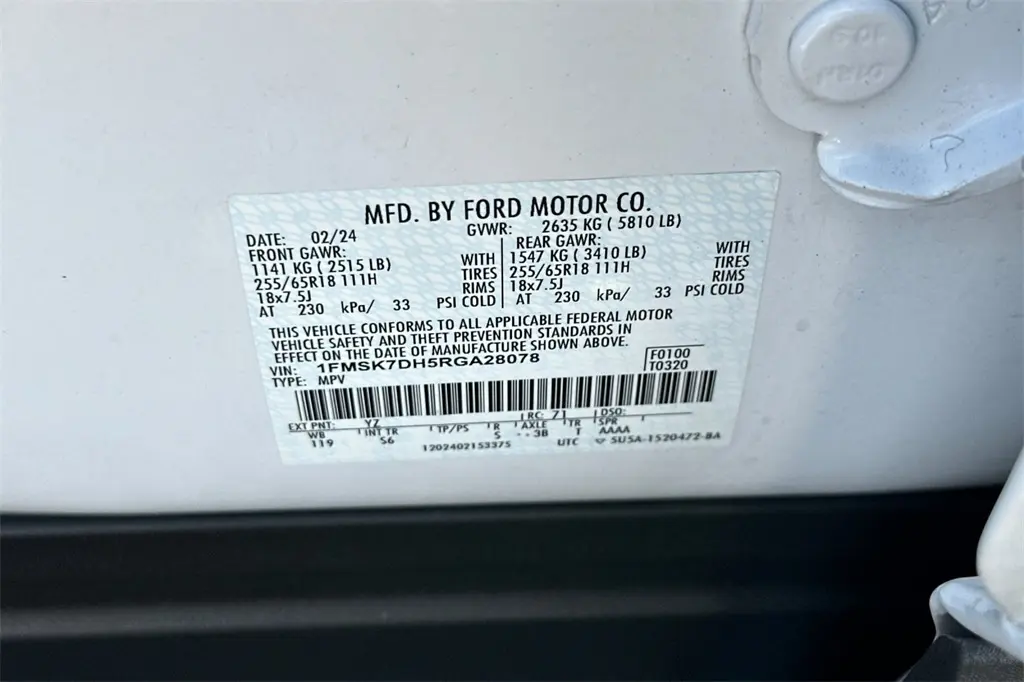 MFD. BY FORD MOTOR CO.
DATE: 02/24 GVWR: 2635 KG ( 5810 LB)
FRONT GAWR: REAR GAWR:
1141 KG ( 2515 LB) WITH 1547 KG ( 3410 LB) WITH
255/65R18 111H TIRES 255/65R18 111H TIRES
18x7.5J RIMS 18x7.5J RIMS
AT 230 kPa/ 33 PSI COLD AT 230 kPa/ 33 PSI COLD
THIS VEHICLE CONFORMS TO ALL APPLICABLE FEDERAL MOTOR
VEHICLE SAFETY AND THEFT PREVENTION STANDARDS IN
EFFECT ON THE DATE OF MANUFACTURE SHOWN ABOVE.
VIN: 1FMSK7DH5RGA28078 F0100
TYPE: MPV T0320
EXT PNT: YZ RC: 71 DSO:
WB INT TR TP/PS R AXLE TR SPR
119 S6 S 3B T AAAA
1202402153375 UTC 5U5A-1520472-BA